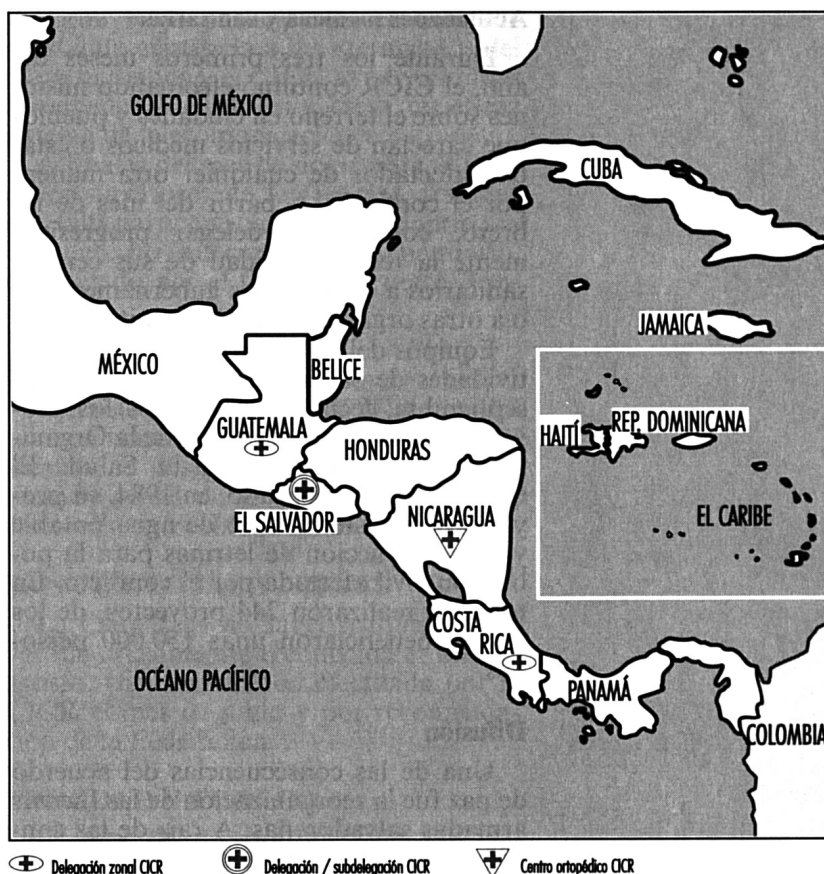 GOLFO DE MÉXICO
CUBA
JAMAICA
MÉXICO
BELICE
HAITÍ
REP. DOMINICANA
GUATEMALA
HONDURAS
EL SALVADOR
NICARAGUA
EL CARIBE
COSTA
RICA
OCÉANO PACÍFICO
PANAMÁ
COLOMBIA
Delegación zonal CICR
Delegación / subdelegación CICR
Centro ortopédico CICR